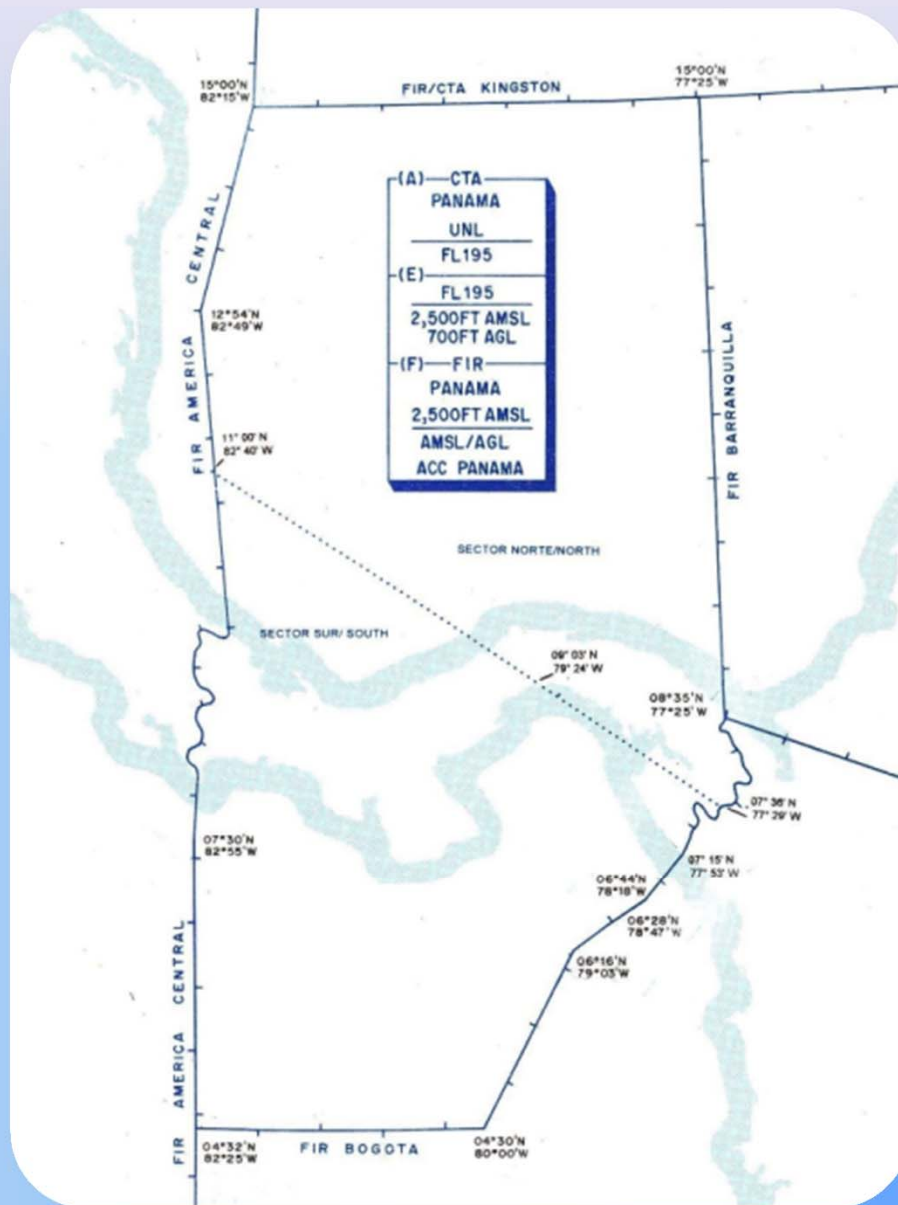 15°00'N
82°15'W
FIR/CTA KINGSTON
15°00'N
77°25'W
(A) CTA
PANAMA
UNL
FL195
(E)
FL195
2,500FT AMSL
700FT AGL
(F) FIR
PANAMA
2,500FT AMSL
AMSL/AGL
ACC PANAMA
FIR AMERICA CENTRAL
12°54'N
82°49'W
FIR BARRANQUILLA
11° 00' N
82° 40' W
SECTOR NORTE/NORTH
SECTOR SUR/ SOUTH
09° 03' N
79° 24' W
08°35'N
77°25' W
07° 36' N
77° 29' W
07°30'N
82°55'W
07° 15' N
77° 53' W
06°44'N
78°18'W
06°28'N
78°47'W
06°16'N
79°03'W
FIR AMERICA CENTRAL
04°32'N
82°25'W
FIR BOGOTA
04°30'N
80°00'W